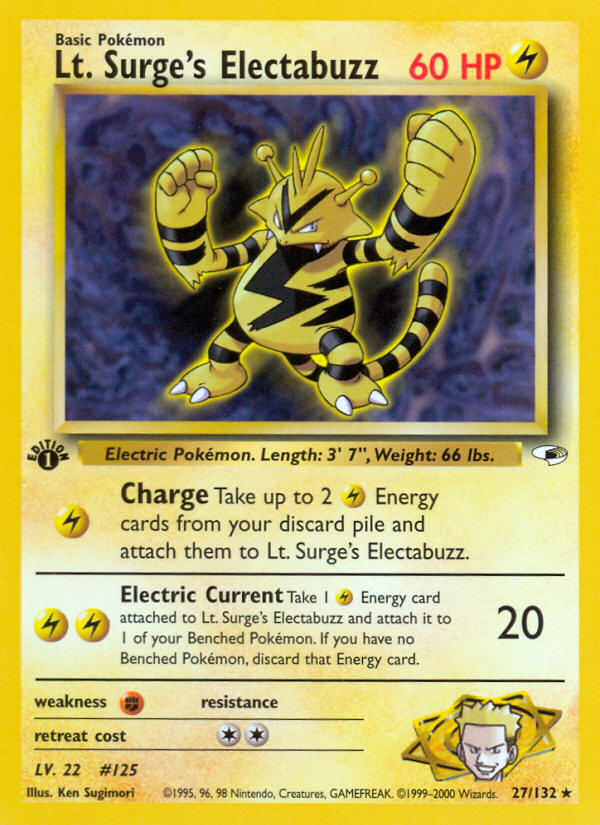 Basic Pokémon
Lt. Surge's Electabuzz 60 HP
EDITION
1
Electric Pokémon. Length: 3' 7", Weight: 66 lbs.
Charge Take up to 2 Energy
cards from your discard pile and
attach them to Lt. Surge's Electabuzz.
Electric Current Take 1 Energy card
attached to Lt. Surge's Electabuzz and attach it to
1 of your Benched Pokémon. If you have no
Benched Pokémon, discard that Energy card.
20
weakness resistance
retreat cost
LV. 22 #125
Illus. Ken Sugimori ©1995, 96, 98 Nintendo, Creatures, GAMEFREAK. ©1999-2000 Wizards. 27/132 ★